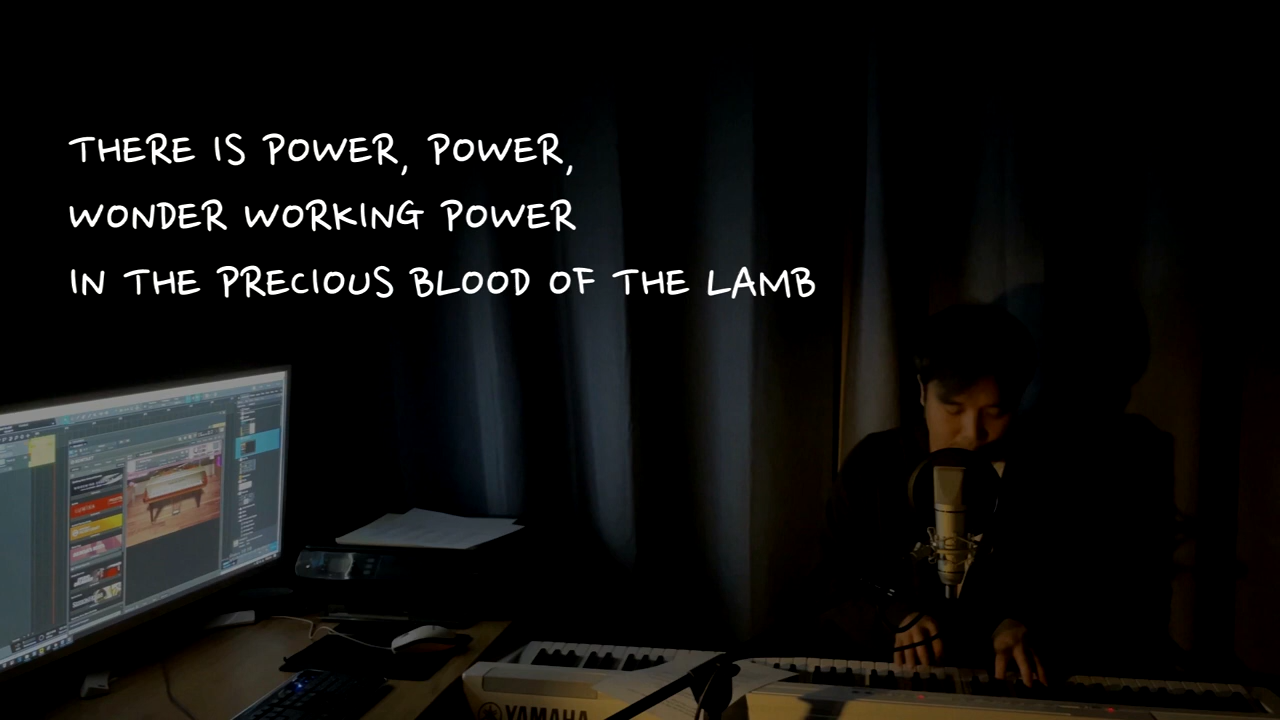 THERE IS POWER, POWER,
WONDER WORKING POWER
IN THE PRECIOUS BLOOD OF THE LAMB
YAMAHA